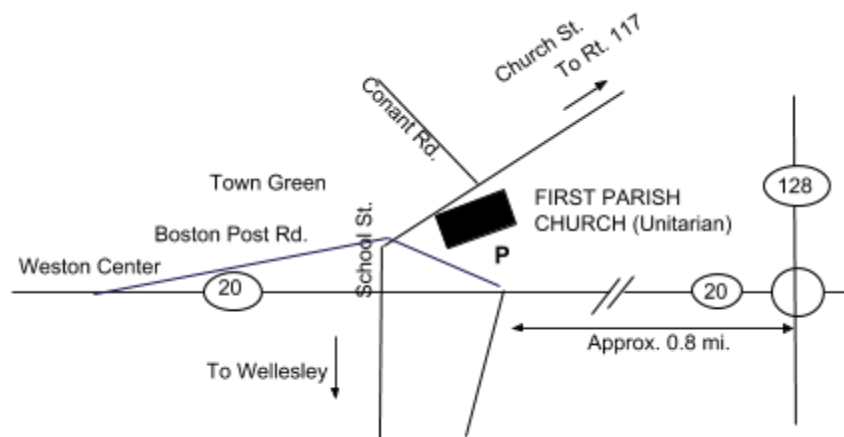 Church St.
To Rt. 117
Conant Rd.
Town Green
128
FIRST PARISH
CHURCH (Unitarian)
School St.
Boston Post Rd.
P
Weston Center
20
20
Approx. 0.8 mi.
To Wellesley